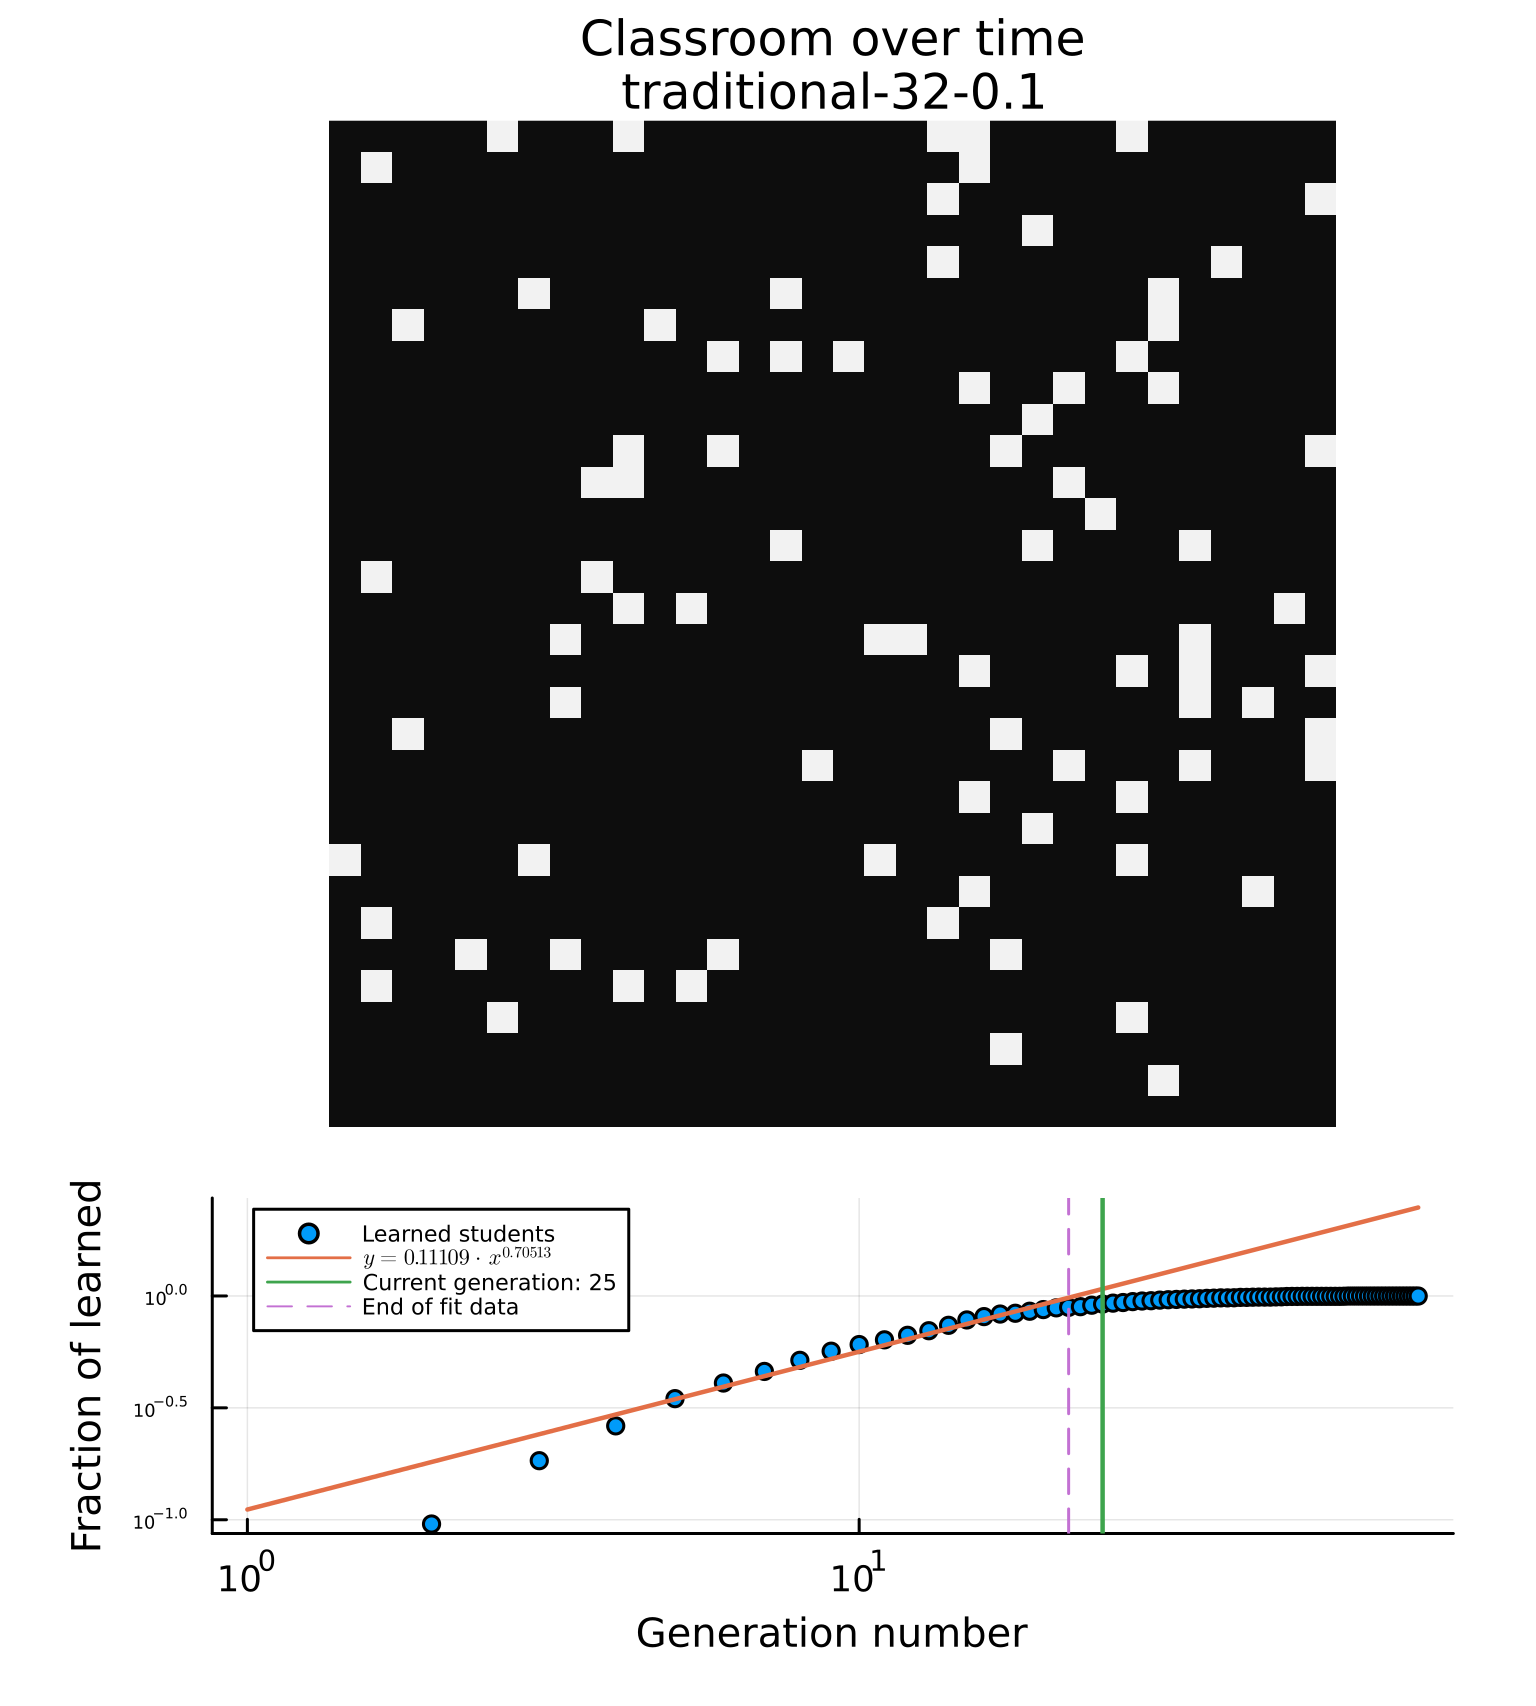 Classroom over time
traditional-32-0.1
Fraction of learned
Learned students
y = 0.11109 · x^0.70513
Current generation: 25
End of fit data
10^0.0
10^−0.5
10^−1.0
10^0
10^1
Generation number